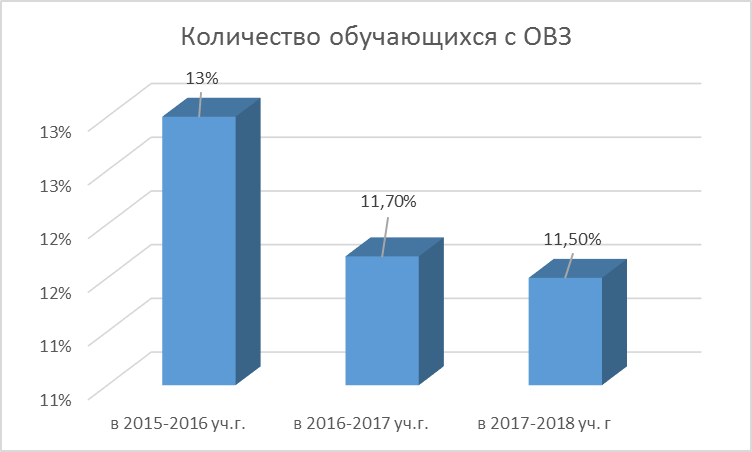 Количество обучающихся с ОВЗ
13%
11,70%
11,50%
13%
13%
12%
12%
11%
11%
в 2015-2016 уч.г.
в 2016-2017 уч.г.
в 2017-2018 уч. г